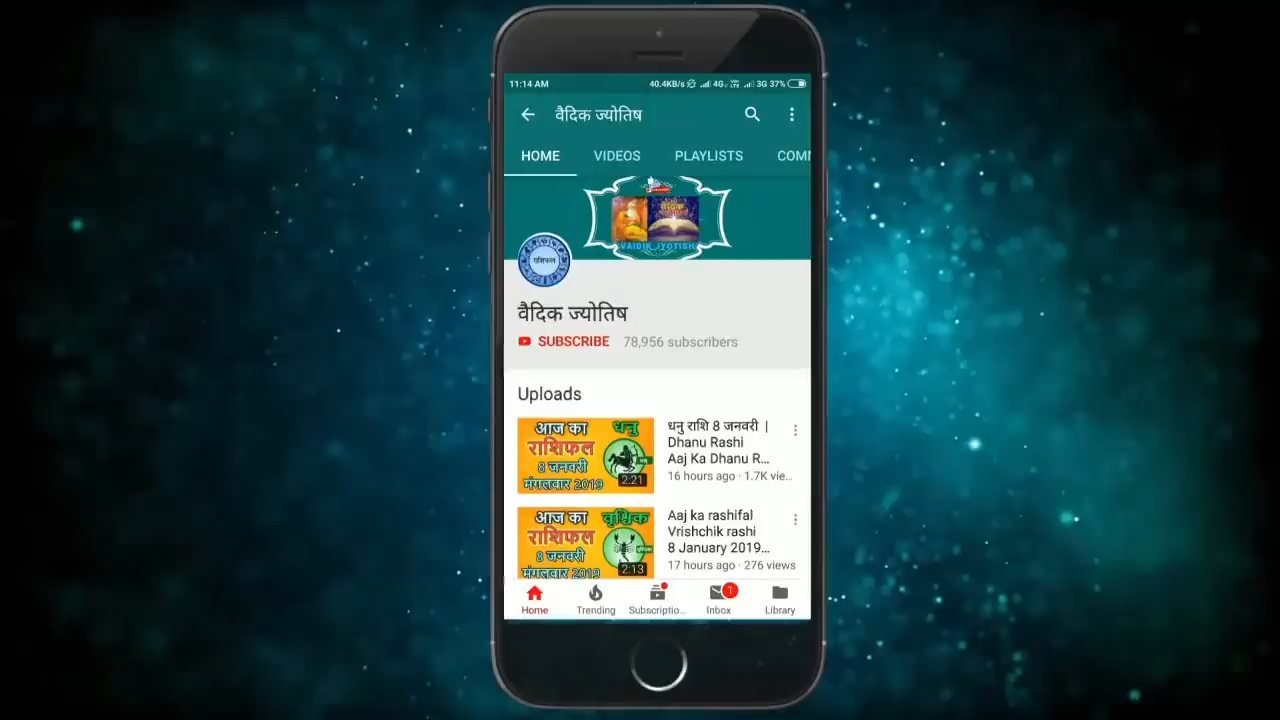 11:14 AM
40.4KB/s 4G VoLTE 3G 37%
वैदिक ज्योतिष
HOME VIDEOS PLAYLISTS COMM
वैदिक
VAIDIK JYOTISH
राशिफल
वैदिक ज्योतिष
SUBSCRIBE 78,956 subscribers
Uploads
आज का धनु
राशिफल
8 जनवरी
मंगलवार 2019
2:21
धनु राशि 8 जनवरी |
Dhanu Rashi
Aaj Ka Dhanu R...
16 hours ago · 1.7K vie...
आज का वृश्चिक
राशिफल
8 जनवरी
मंगलवार 2019
2:13
Aaj ka rashifal
Vrishchik rashi
8 January 2019...
17 hours ago · 276 views
1
Home Trending Subscriptio... Inbox Library